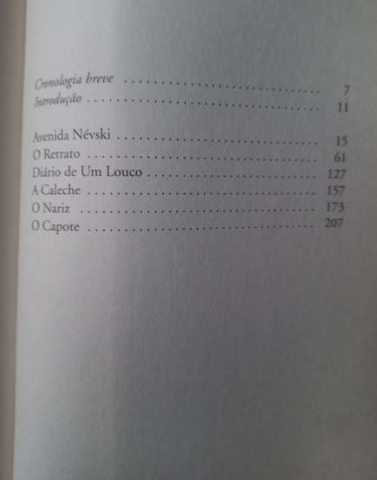 Cronologia breve ........................ 7
Introdução .............................. 11
Avenida Névski .......................... 15
O Retrato ............................... 61
Diário de Um Louco ...................... 127
A Caleche ............................... 157
O Nariz ................................. 173
O Capote ................................ 207